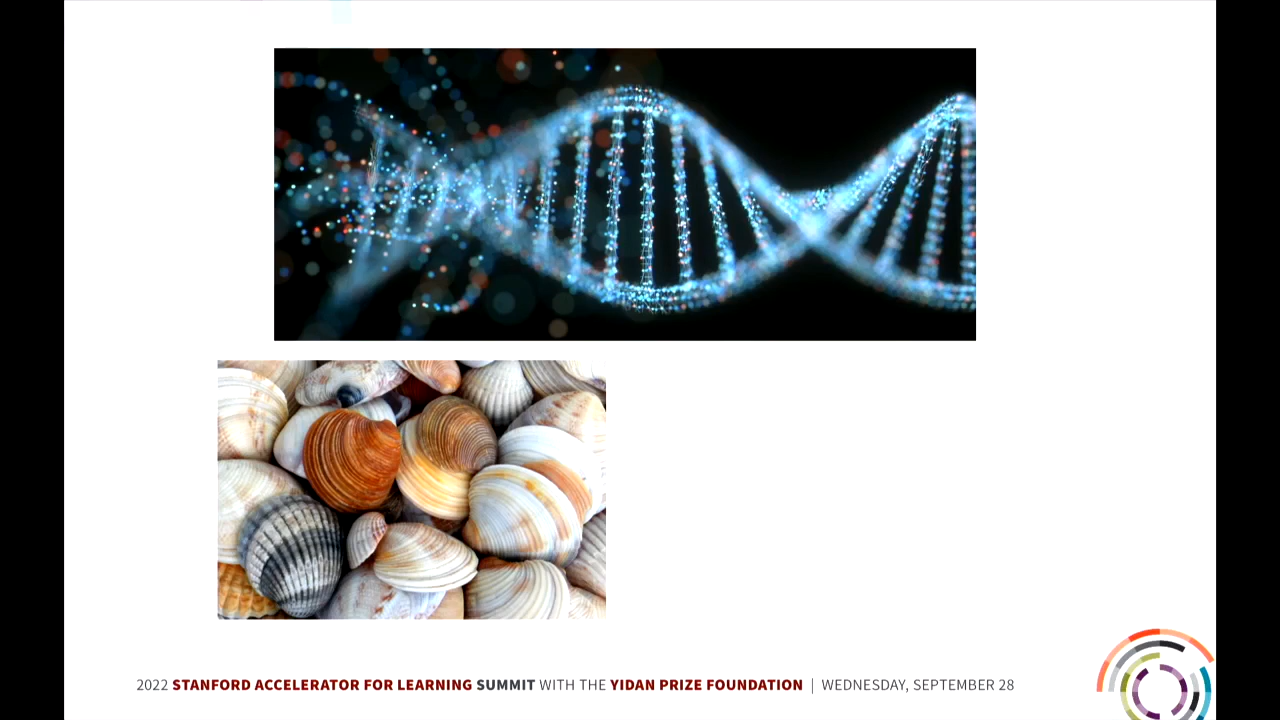 2022 STANFORD ACCELERATOR FOR LEARNING SUMMIT WITH THE YIDAN PRIZE FOUNDATION | WEDNESDAY, SEPTEMBER 28